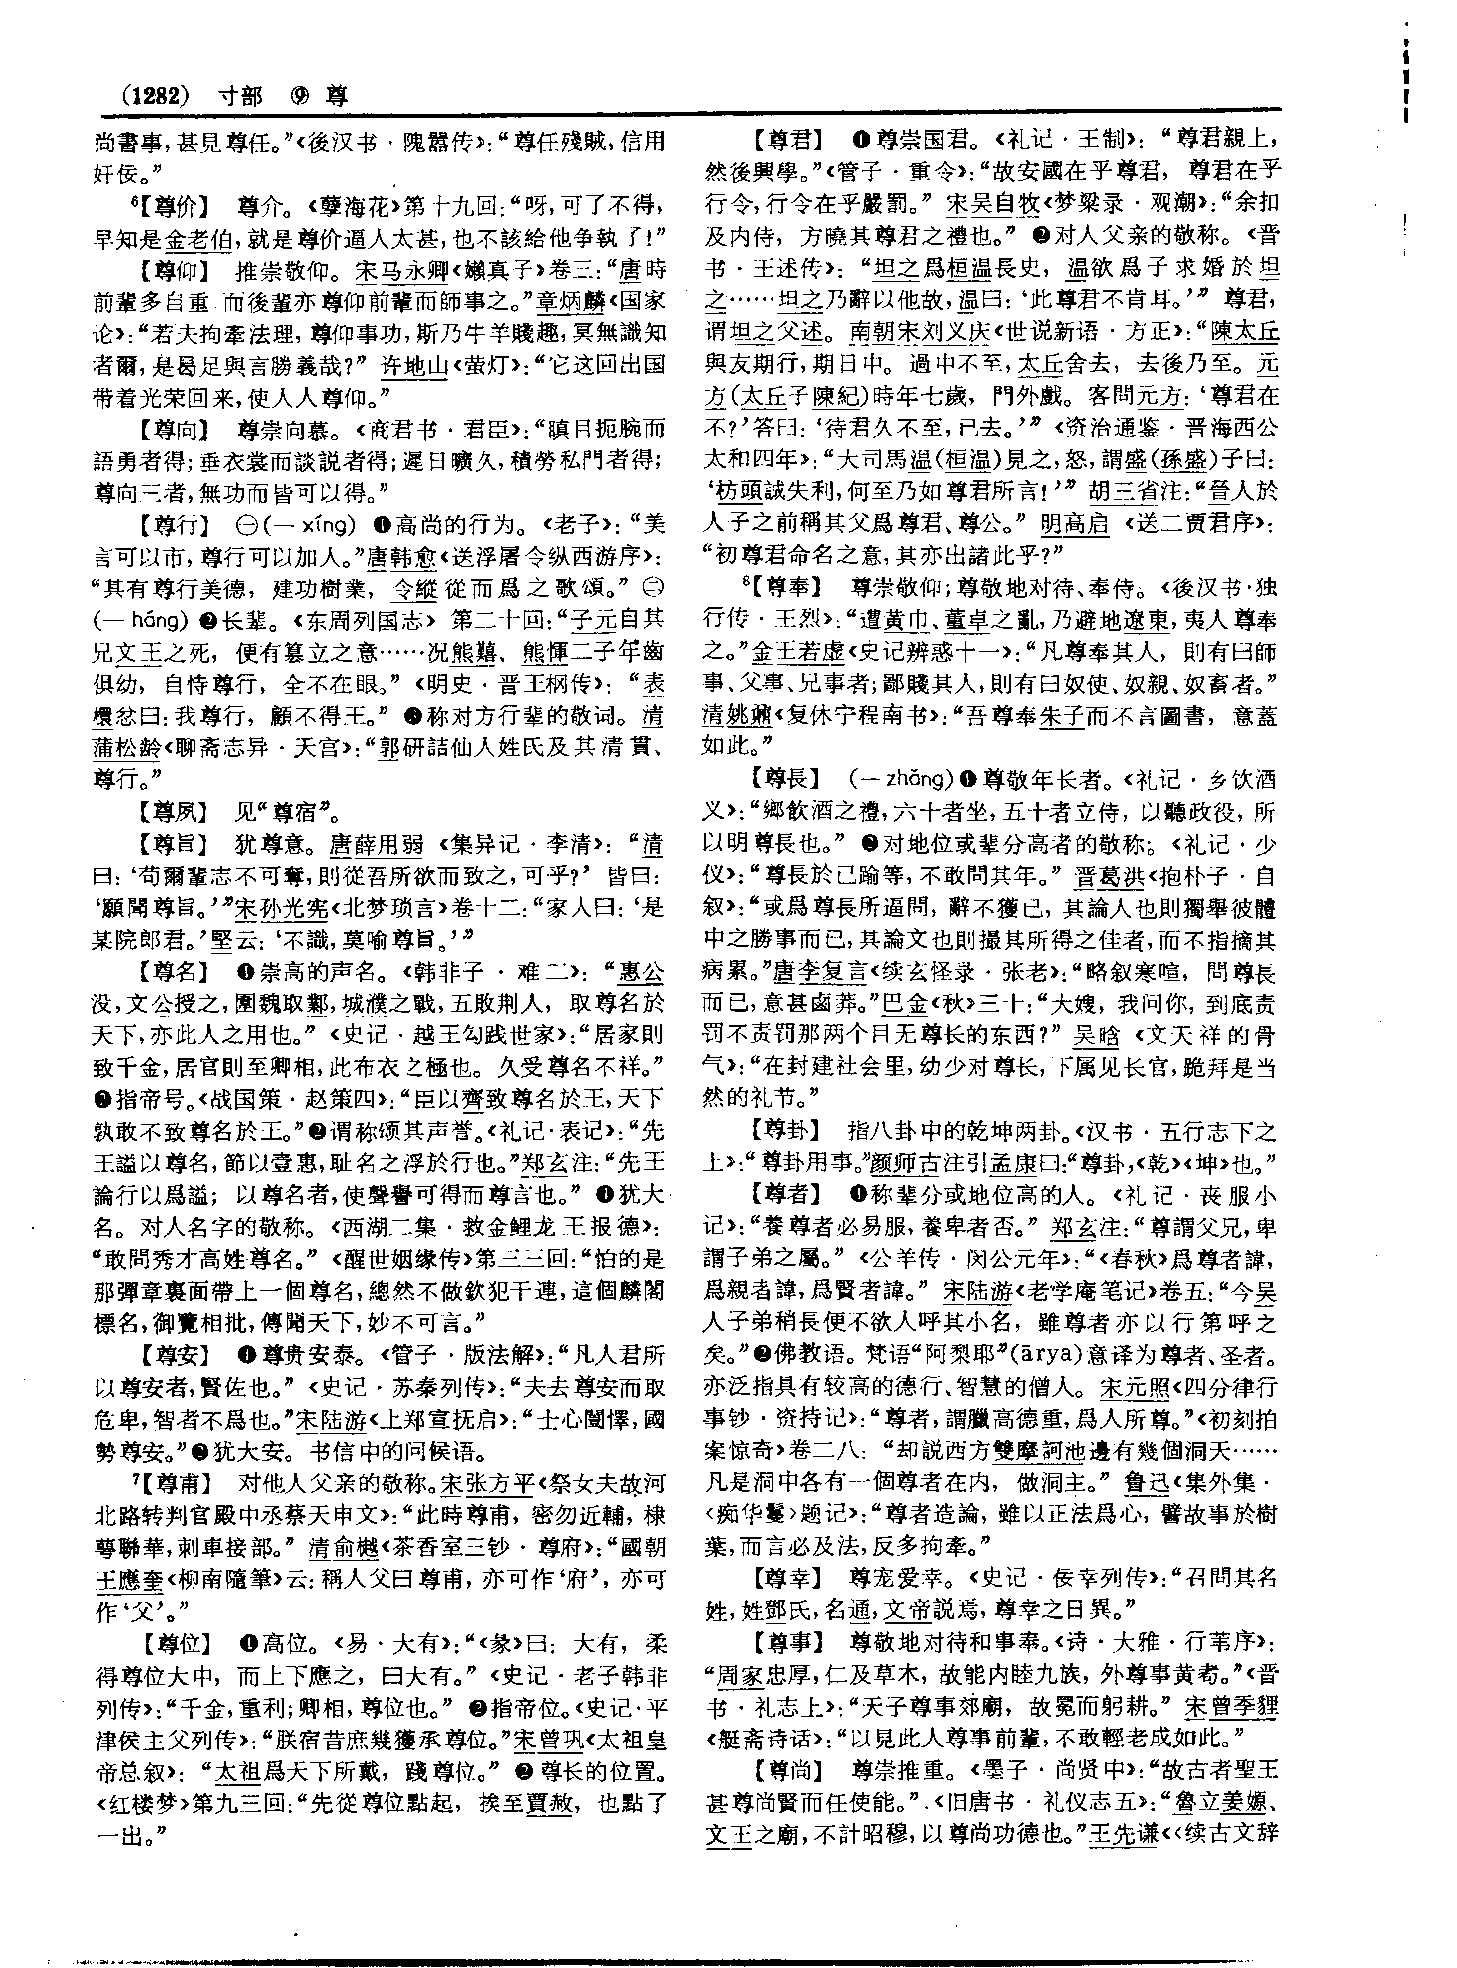 (1282) 寸部 ⑨ 尊
尚書事,甚見尊任。”《後汉书·隗嚣传》:“尊任殘賊,信用
奸佞。”
⁶【尊价】 尊介。《孽海花》第十九回:“呀,可了不得,
早知是金老伯,就是尊价逼人太甚,也不該給他争執了!”
【尊仰】 推崇敬仰。宋马永卿《嬾真子》卷三:“唐時
前輩多自重 而後輩亦尊仰前輩而師事之。”章炳麟《国家
论》:“若夫拘牽法理,尊仰事功,斯乃牛羊賤趣,冥無識知
者爾,是曷足與言勝義哉?” 许地山《萤灯》:“它这回出国
带着光荣回来,使人人尊仰。”
【尊向】 尊崇向慕。《商君书·君臣》:“瞋目扼腕而
語勇者得;垂衣裳而談説者得;遲日曠久,積勞私門者得;
尊向三者,無功而皆可以得。”
【尊行】 ㊀(一 xíng) ❶高尚的行为。《老子》:“美
言可以市,尊行可以加人。”唐韩愈《送浮屠令纵西游序》:
“其有尊行美德,建功樹業,令縱從而爲之歌頌。” ㊁
(一 háng) ❷长辈。《东周列国志》第二十回:“子元自其
兄文王之死,便有篡立之意……况熊囏、熊惲二子年齒
俱幼,自恃尊行,全不在眼。” 《明史·晋王㭎传》:“表
檈忿曰:我尊行,顧不得王。” ❸称对方行辈的敬词。清
蒲松龄《聊斋志异·天宫》:“郭研詰仙人姓氏及其清貫、
尊行。”
【尊夙】 见“尊宿”。
【尊旨】 犹尊意。唐薛用弱《集异记·李清》:“清
曰:‘苟爾輩志不可奪,則從吾所欲而致之,可乎?’ 皆曰:
‘願聞尊旨。’”宋孙光宪《北梦琐言》卷十二:“家人曰:‘是
某院郎君。’堅云:‘不識,莫喻尊旨。’”
【尊名】 ❶崇高的声名。《韩非子·难二》:“惠公
没,文公授之,圍魏取鄴,城濮之戰,五敗荆人,取尊名於
天下,亦此人之用也。” 《史记·越王勾践世家》:“居家則
致千金,居官則至卿相,此布衣之極也。久受尊名不祥。”
❷指帝号。《战国策·赵策四》:“臣以齊致尊名於王,天下
孰敢不致尊名於王。”❸谓称颂其声誉。《礼记·表记》:“先
王謚以尊名,節以壹惠,耻名之浮於行也。”郑玄注:“先王
論行以爲謚;以尊名者,使聲譽可得而尊言也。” ❹犹大
名。对人名字的敬称。《西湖二集·救金鲤龙王报德》:
“敢問秀才高姓尊名。” 《醒世姻缘传》第三三回:“怕的是
那彈章裏面帶上一個尊名,總然不做欽犯干連,這個麟閣
標名,御覽相批,傳聞天下,妙不可言。”
【尊安】 ❶尊贵安泰。《管子·版法解》:“凡人君所
以尊安者,賢佐也。” 《史记·苏秦列传》:“夫去尊安而取
危卑,智者不爲也。”宋陆游《上郑宣抚启》:“士心闓懌,國
勢尊安。”❷犹大安。书信中的问候语。
⁷【尊甫】 对他人父亲的敬称。宋张方平《祭女夫故河
北路转判官殿中丞蔡天申文》:“此時尊甫,密勿近輔,棣
萼聯華,刺車接部。” 清俞樾《茶香室三钞·尊府》:“國朝
王應奎《柳南隨筆》云:稱人父曰尊甫,亦可作‘府’,亦可
作‘父’。”
【尊位】 ❶高位。《易·大有》:“《彖》曰:大有,柔
得尊位大中,而上下應之,曰大有。” 《史记·老子韩非
列传》:“千金,重利;卿相,尊位也。” ❷指帝位。《史记·平
津侯主父列传》:“朕宿昔庶幾獲承尊位。”宋曾巩《太祖皇
帝总叙》:“太祖爲天下所戴,踐尊位。” ❸尊长的位置。
《红楼梦》第九三回:“先從尊位點起,挨至賈赦,也點了
一出。”
【尊君】 ❶尊崇国君。《礼记·王制》:“尊君親上,
然後興學。”《管子·重令》:“故安國在乎尊君,尊君在乎
行令,行令在乎嚴罰。” 宋吴自牧《梦粱录·观潮》:“余扣
及内侍,方曉其尊君之禮也。” ❷对人父亲的敬称。《晋
书·王述传》:“坦之爲桓温長史,温欲爲子求婚於坦
之……坦之乃辭以他故,温曰:‘此尊君不肯耳。’” 尊君,
谓坦之父述。南朝宋刘义庆《世说新语·方正》:“陳太丘
與友期行,期日中。過中不至,太丘舍去,去後乃至。元
方(太丘子陳紀)時年七歲,門外戲。客問元方:‘尊君在
不?’答曰:‘待君久不至,已去。’” 《资治通鉴·晋海西公
太和四年》:“大司馬温(桓温)見之,怒,謂盛(孫盛)子曰:
‘枋頭誠失利,何至乃如尊君所言!’” 胡三省注:“晉人於
人子之前稱其父爲尊君、尊公。” 明高启《送二贾君序》:
“初尊君命名之意,其亦出諸此乎?”
⁸【尊奉】 尊崇敬仰;尊敬地对待、奉侍。《後汉书·独
行传·王烈》:“遭黄巾、董卓之亂,乃避地遼東,夷人尊奉
之。”金王若虚《史记辨惑十一》:“凡尊奉其人,則有曰師
事、父事、兄事者;鄙賤其人,則有曰奴使、奴親、奴畜者。”
清姚鼐《复休宁程南书》:“吾尊奉朱子而不言圖書,意蓋
如此。”
【尊長】 (一 zhǎng)❶尊敬年长者。《礼记·乡饮酒
义》:“鄉飲酒之禮,六十者坐,五十者立侍,以聽政役,所
以明尊長也。” ❷对地位或辈分高者的敬称。《礼记·少
仪》:“尊長於己踰等,不敢問其年。” 晋葛洪《抱朴子·自
叙》:“或爲尊長所逼問,辭不獲已,其論人也則獨舉彼體
中之勝事而已,其論文也則撮其所得之佳者,而不指摘其
病累。”唐李复言《续玄怪录·张老》:“略叙寒喧,問尊長
而已,意甚鹵莽。”巴金《秋》三十:“大嫂,我问你,到底责
罚不责罚那两个目无尊长的东西?” 吴晗《文天祥的骨
气》:“在封建社会里,幼少对尊长,下属见长官,跪拜是当
然的礼节。”
【尊卦】 指八卦中的乾坤两卦。《汉书·五行志下之
上》:“尊卦用事。”颜师古注引孟康曰:“尊卦,《乾》《坤》也。”
【尊者】 ❶称辈分或地位高的人。《礼记·丧服小
记》:“養尊者必易服,養卑者否。” 郑玄注:“尊謂父兄,卑
謂子弟之屬。” 《公羊传·闵公元年》:“《春秋》爲尊者諱,
爲親者諱,爲賢者諱。” 宋陆游《老学庵笔记》卷五:“今吴
人子弟稍長便不欲人呼其小名,雖尊者亦以行第呼之
矣。”❷佛教语。梵语“阿梨耶”(ārya)意译为尊者、圣者。
亦泛指具有较高的德行、智慧的僧人。宋元照《四分律行
事钞·资持记》:“尊者,謂臘高德重,爲人所尊。”《初刻拍
案惊奇》卷二八:“却説西方雙摩訶池邊有幾個洞天……
凡是洞中各有一個尊者在内,做洞主。” 鲁迅《集外集·
〈痴华鬘〉题记》:“尊者造論,雖以正法爲心,譬故事於樹
葉,而言必及法,反多拘牽。”
【尊幸】 尊宠爱幸。《史记·佞幸列传》:“召問其名
姓,姓鄧氏,名通,文帝説焉,尊幸之日異。”
【尊事】 尊敬地对待和事奉。《诗·大雅·行苇序》:
“周家忠厚,仁及草木,故能内睦九族,外尊事黄耇。”《晋
书·礼志上》:“天子尊事郊廟,故冕而躬耕。” 宋曾季貍
《艇斋诗话》:“以見此人尊事前輩,不敢輕老成如此。”
【尊尚】 尊崇推重。《墨子·尚贤中》:“故古者聖王
甚尊尚賢而任使能。”《旧唐书·礼仪志五》:“魯立姜嫄、
文王之廟,不計昭穆,以尊尚功德也。”王先谦《〈续古文辞